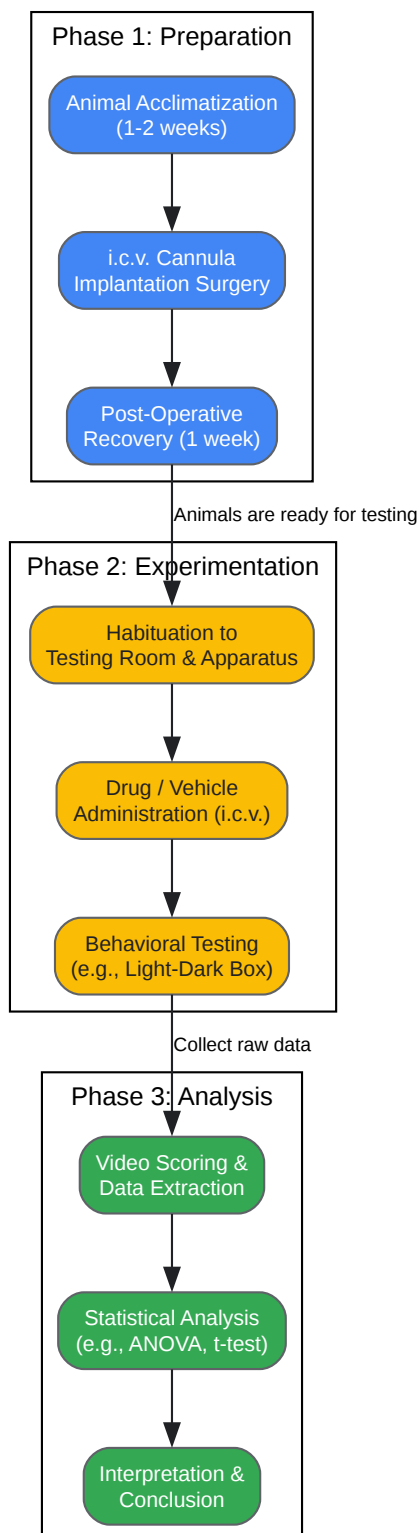 Phase 1: Preparation
Animal Acclimatization
(1-2 weeks)
i.c.v. Cannula
Implantation Surgery
Post-Operative
Recovery (1 week)
Animals are ready for testing
Phase 2: Experimentation
Habituation to
Testing Room & Apparatus
Drug / Vehicle
Administration (i.c.v.)
Behavioral Testing
(e.g., Light-Dark Box)
Collect raw data
Phase 3: Analysis
Video Scoring &
Data Extraction
Statistical Analysis
(e.g., ANOVA, t-test)
Interpretation &
Conclusion